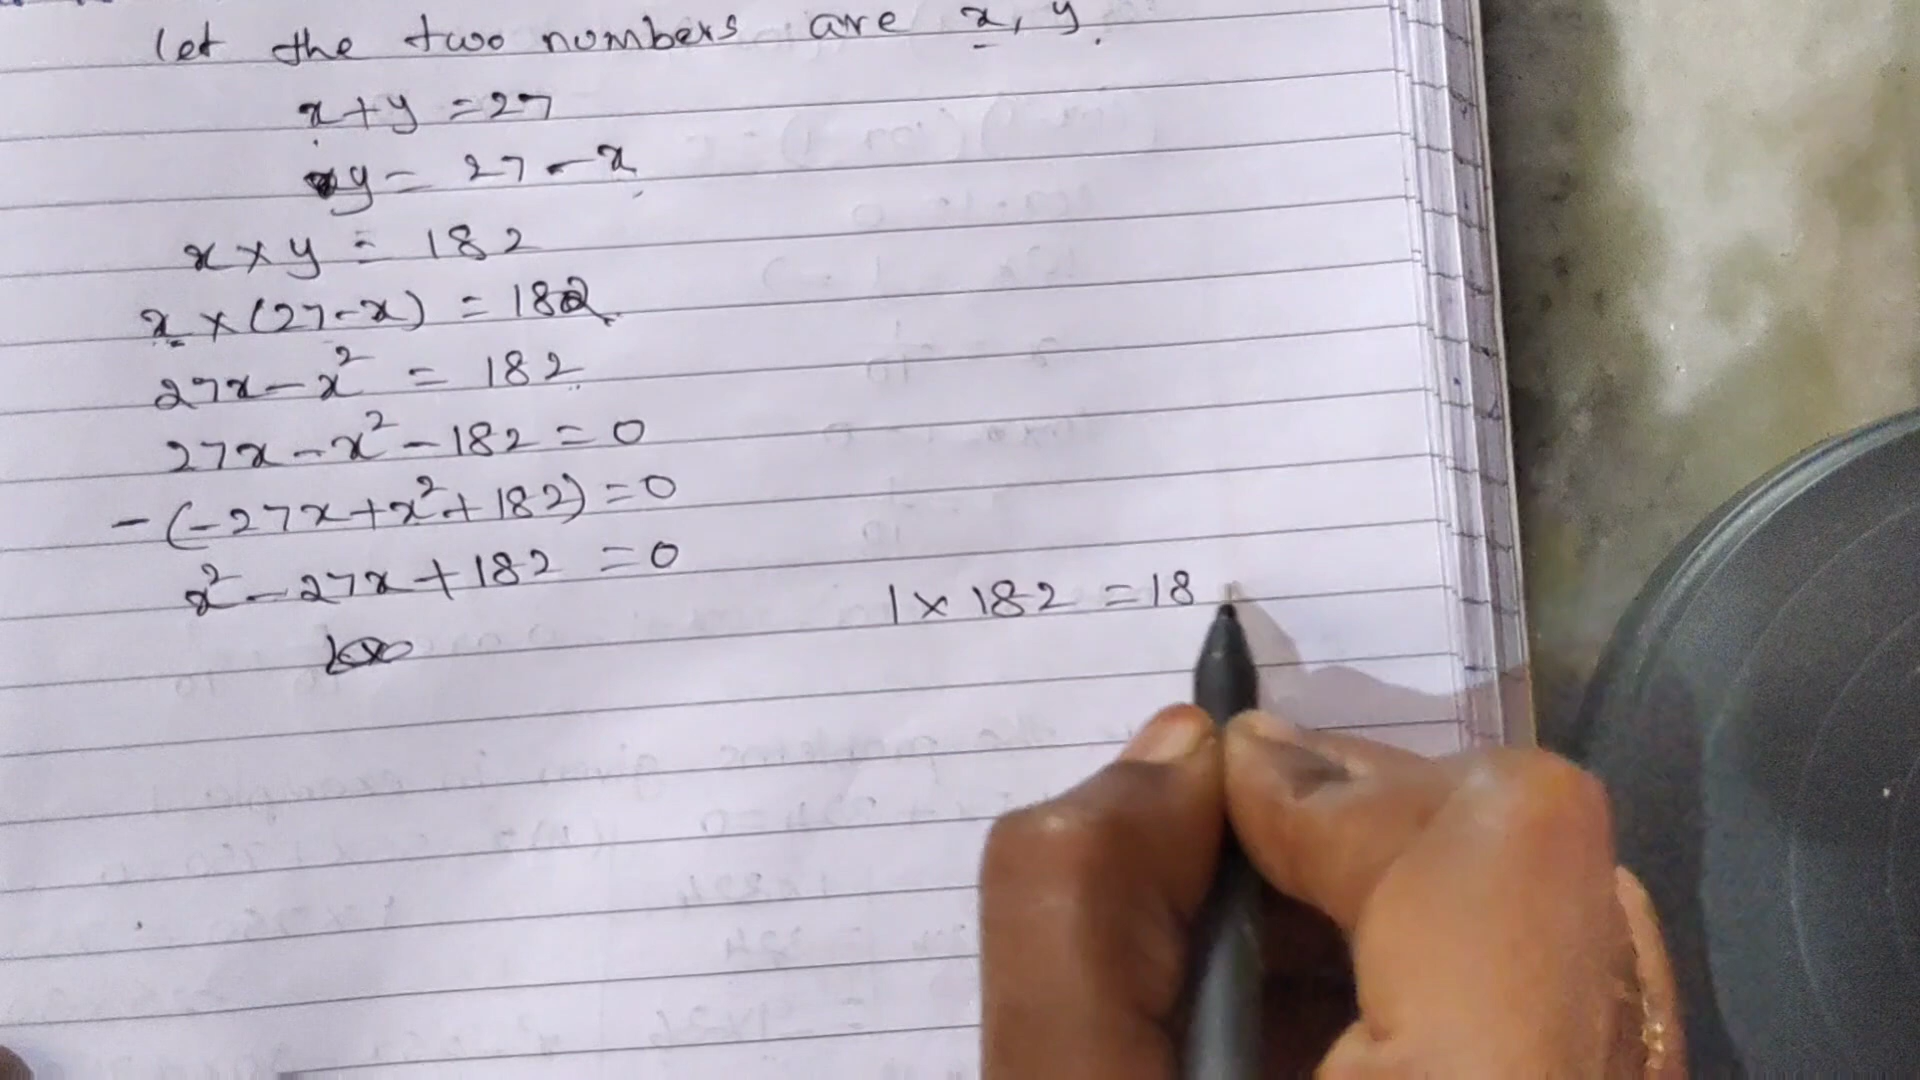 let the two numbers are x, y.
x + y = 27
y = 27 - x
x × y = 182
x × (27 - x) = 182
27x - x² = 182
27x - x² - 182 = 0
- (-27x + x² + 182) = 0
x² - 27x + 182 = 0
1 × 182 = 18